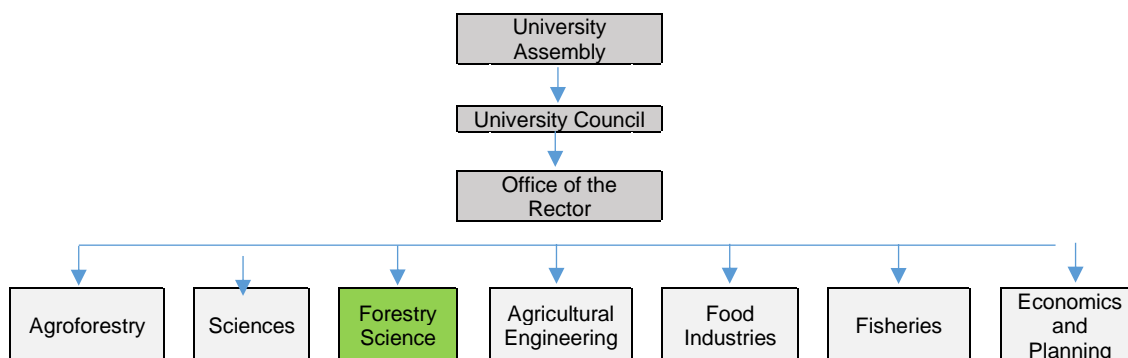 University
Assembly
University Council
Office of the
Rector
Agroforestry
Sciences
Forestry
Science
Agricultural
Engineering
Food
Industries
Fisheries
Economics
and
Planning